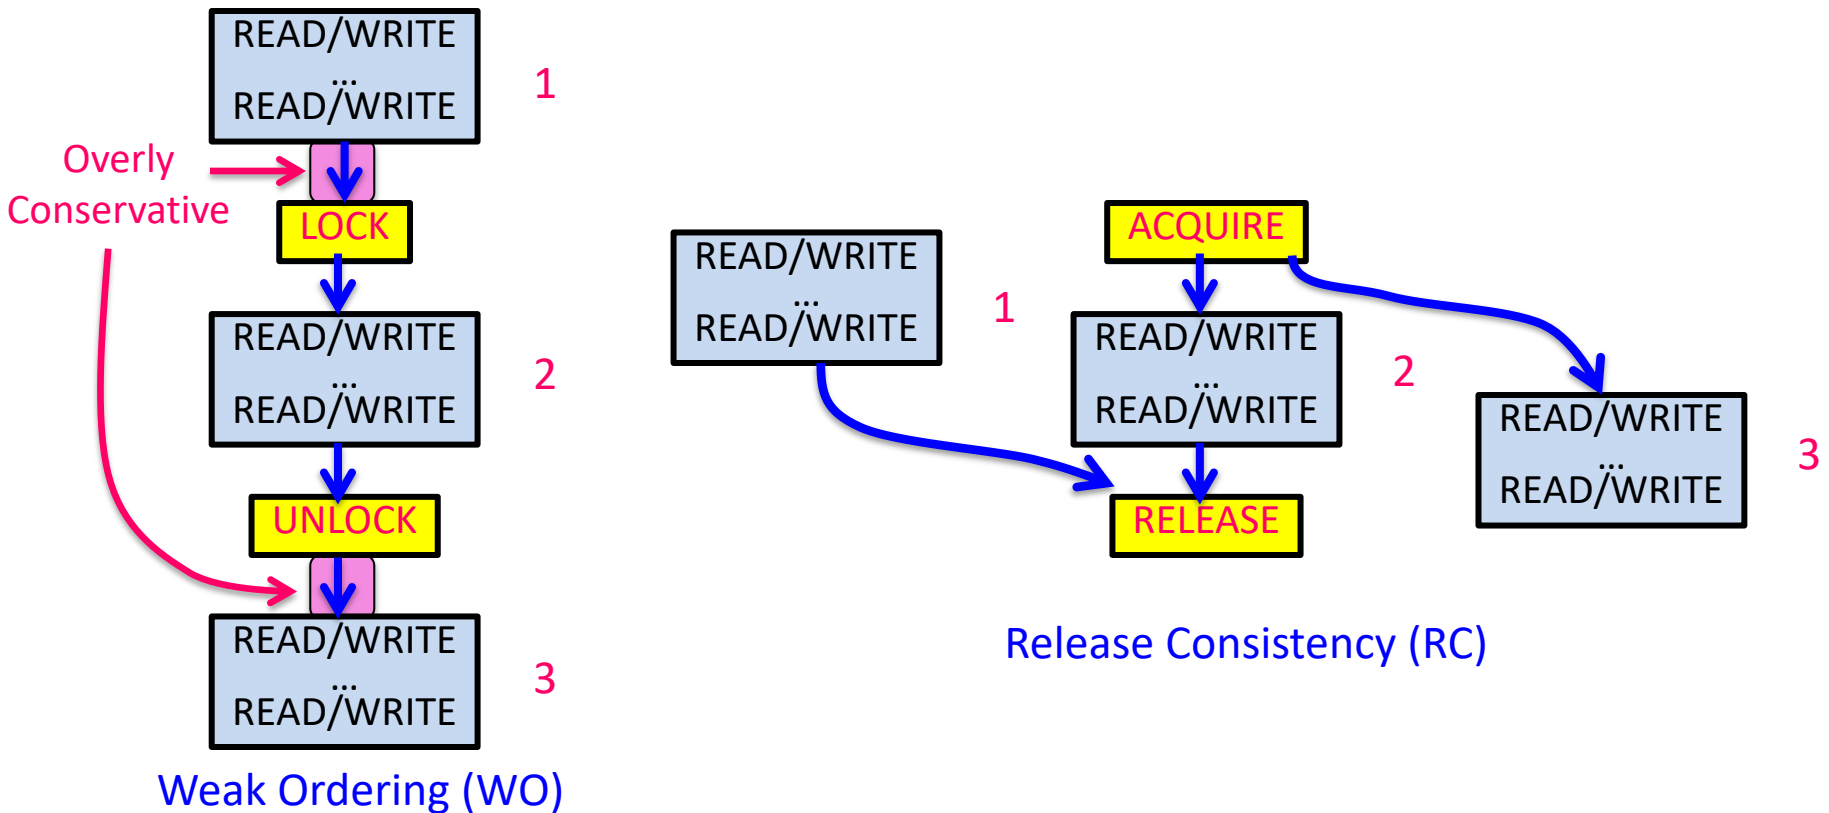 READ/WRITE
...
READ/WRITE
1
Overly
Conservative
LOCK
READ/WRITE
...
READ/WRITE
2
UNLOCK
READ/WRITE
...
READ/WRITE
3
Weak Ordering (WO)
READ/WRITE
...
READ/WRITE
1
ACQUIRE
READ/WRITE
...
READ/WRITE
2
RELEASE
READ/WRITE
...
READ/WRITE
3
Release Consistency (RC)